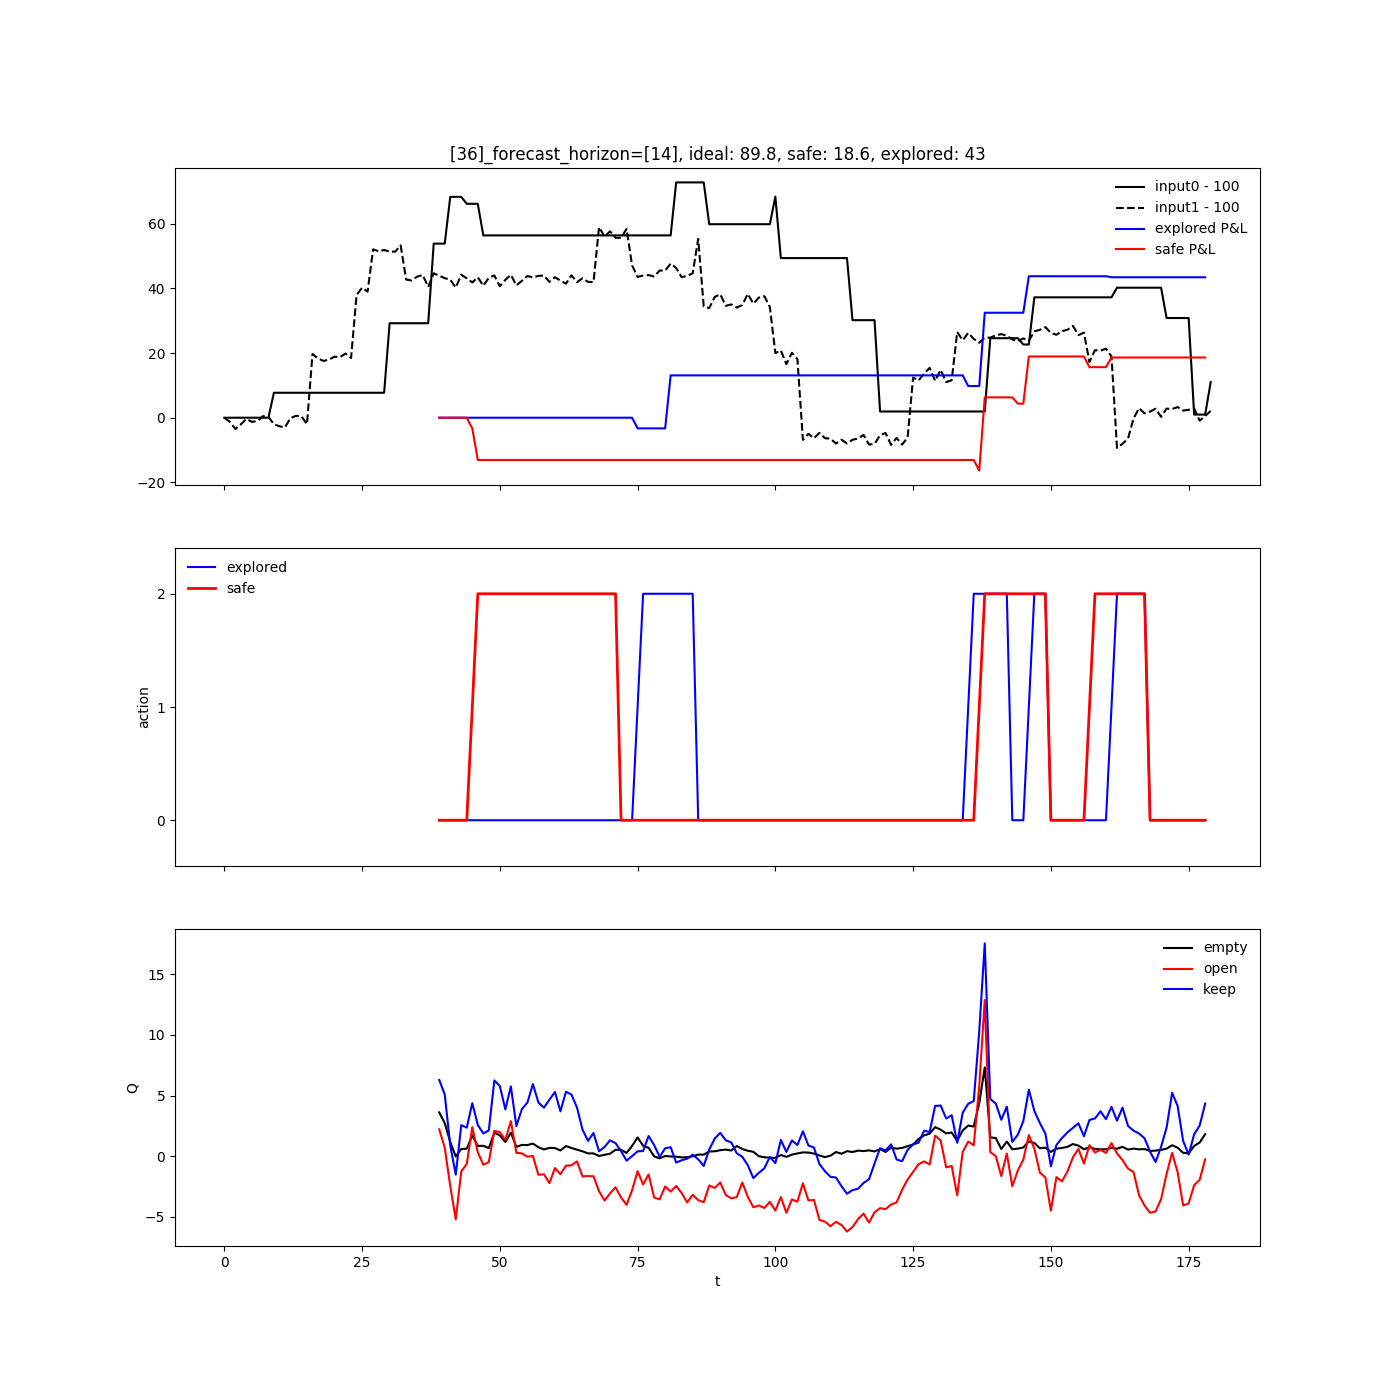 [36]_forecast_horizon=[14], ideal: 89.8, safe: 18.6, explored: 43
input0 - 100
input1 - 100
explored P&L
safe P&L
60
40
20
0
−20
explored
safe
2
1
0
action
empty
open
keep
15
10
5
0
−5
Q
0 25 50 75 100 125 150 175
t